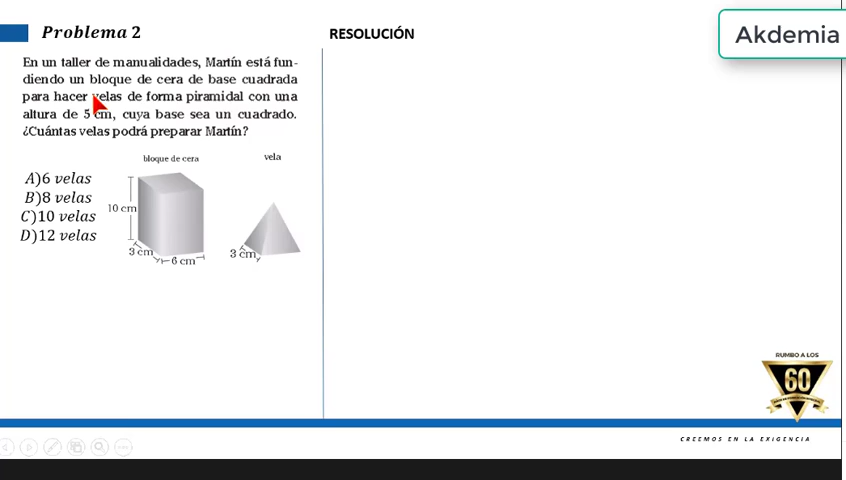 Problema 2
RESOLUCIÓN
Akdemia
En un taller de manualidades, Martín está fun-
diendo un bloque de cera de base cuadrada
para hacer velas de forma piramidal con una
altura de 5 cm, cuya base sea un cuadrado.
¿Cuántas velas podrá preparar Martín?
bloque de cera
vela
A)6 velas
B)8 velas
C)10 velas
D)12 velas
10 cm
3 cm
6 cm
3 cm
RUMBO A LOS
60
CREEMOS EN LA EXIGENCIA